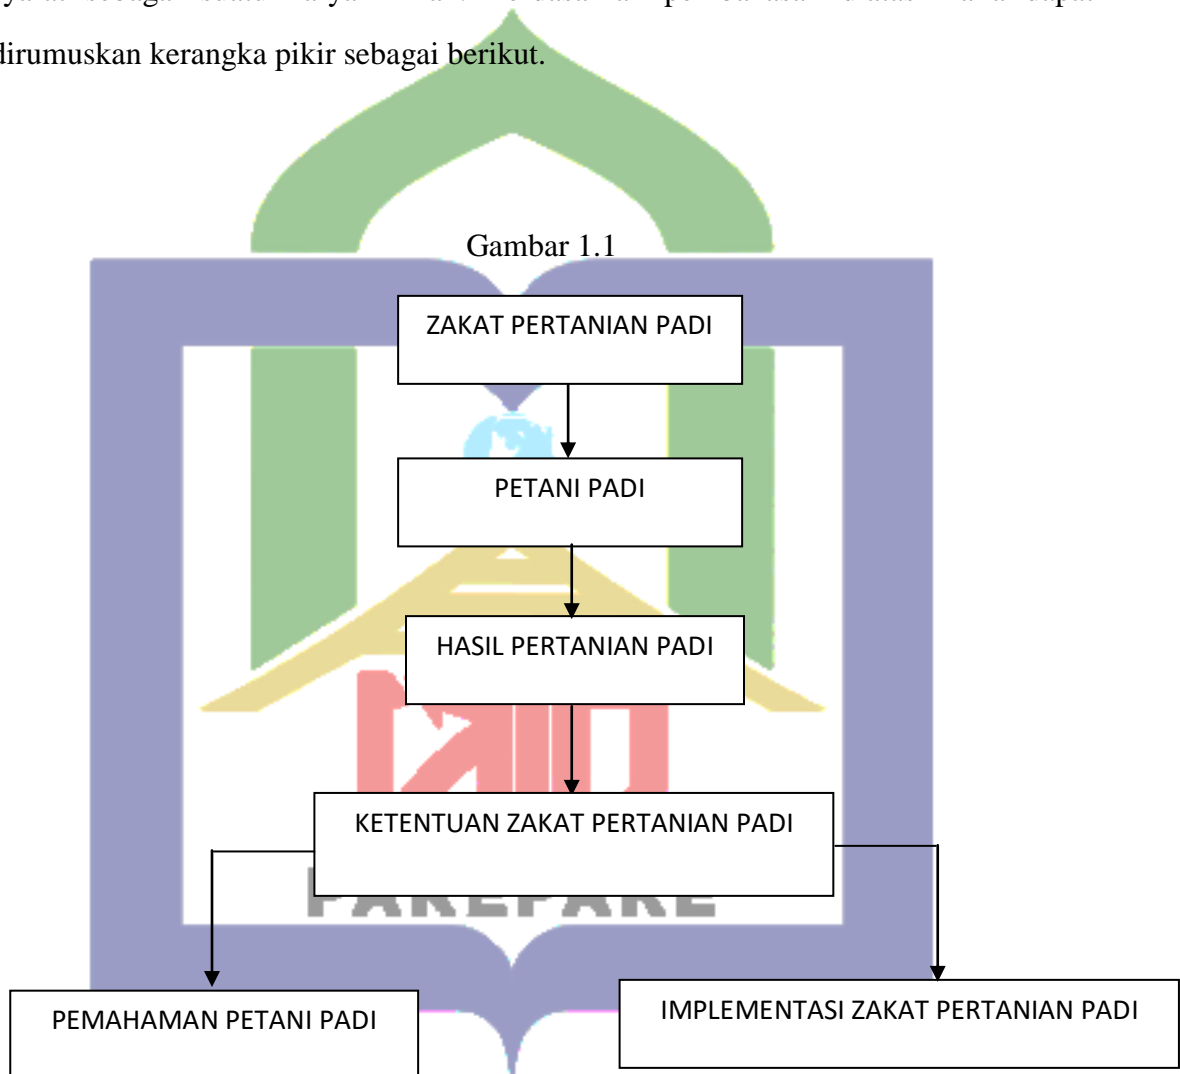 dirumuskan kerangka pikir sebagai berikut.
Gambar 1.1
ZAKAT PERTANIAN PADI
PETANI PADI
HASIL PERTANIAN PADI
KETENTUAN ZAKAT PERTANIAN PADI
PAREPARE
PEMAHAMAN PETANI PADI
IMPLEMENTASI ZAKAT PERTANIAN PADI